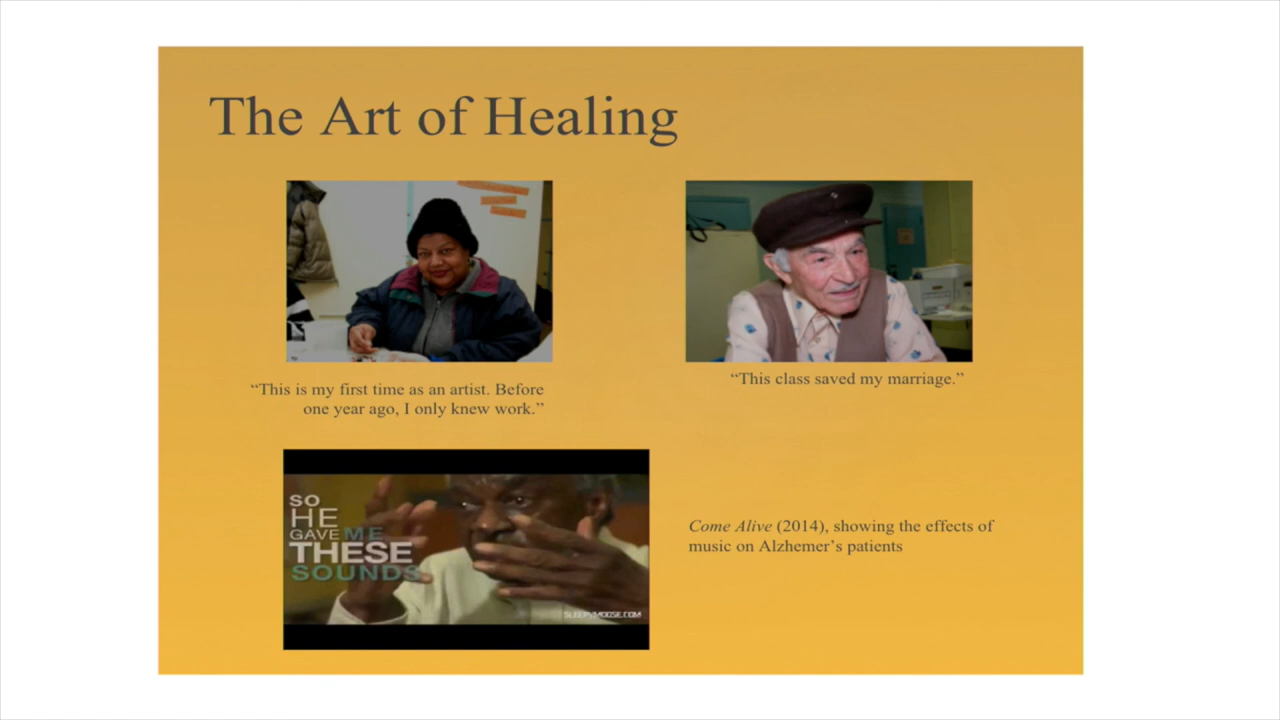 The Art of Healing
“This is my first time as an artist. Before
one year ago, I only knew work.”
“This class saved my marriage.”
SO
HE
GAVE ME
THESE
SOUNDS
SLEEPYMOOSE.COM
Come Alive (2014), showing the effects of
music on Alzhemer’s patients